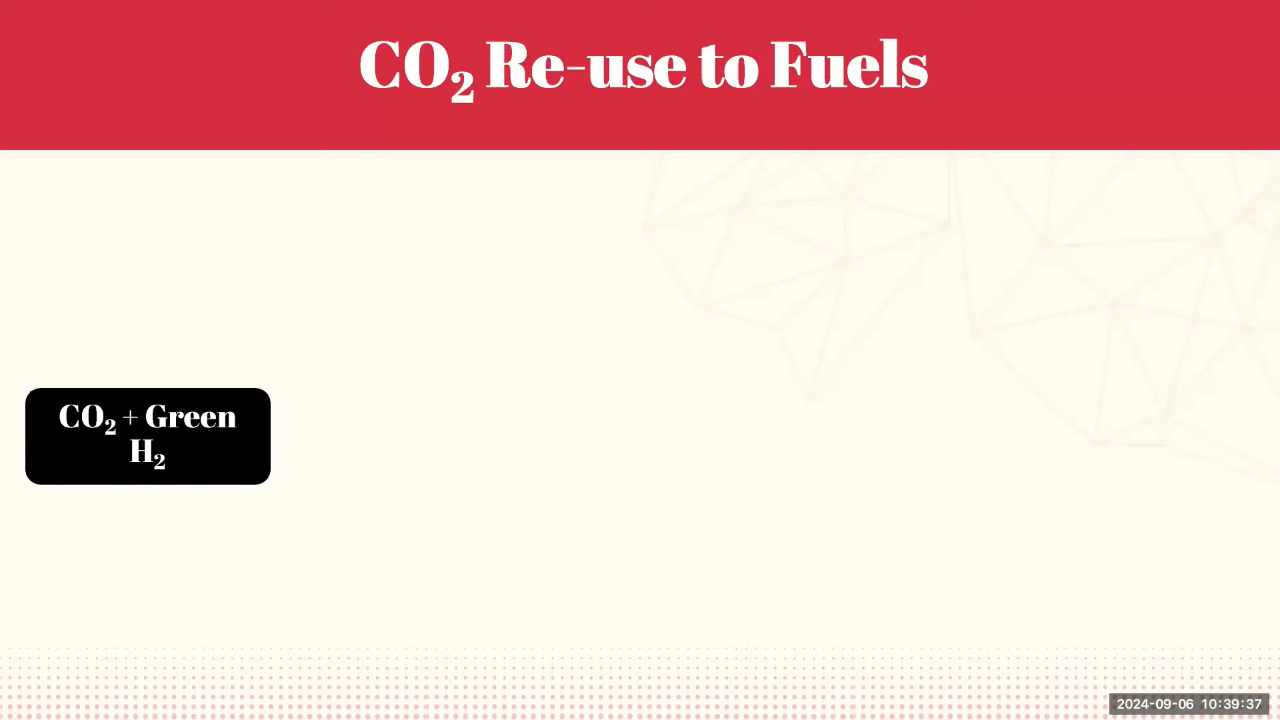 CO₂ Re-use to Fuels
CO₂ + Green
H₂
2024-09-06 10:39:37